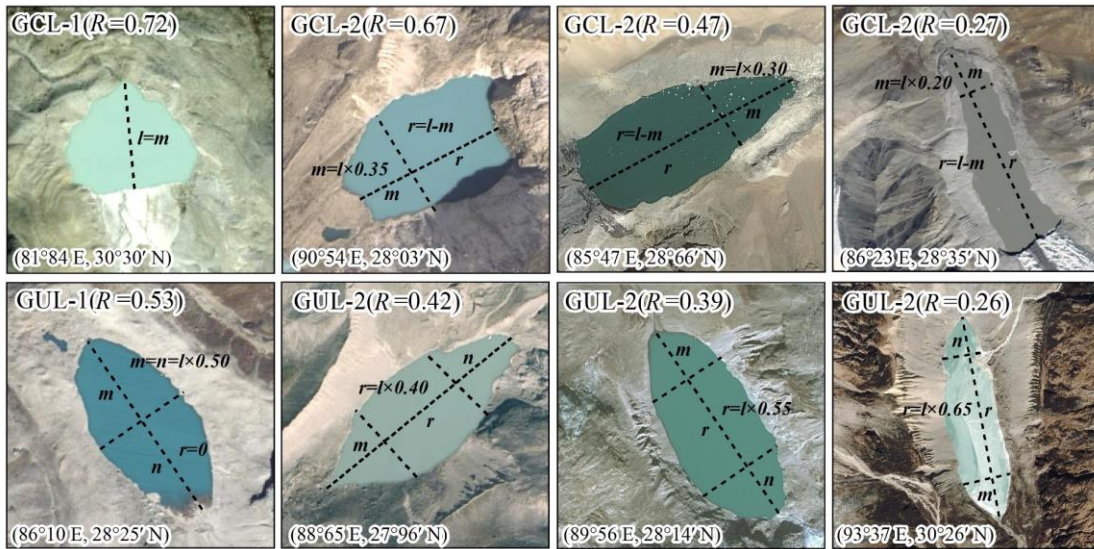 GCL-1(R=0.72)
l=m
(81°84 E, 30°30′ N)
GCL-2(R=0.67)
r=l-m
m=l×0.35
r
m
(90°54 E, 28°03′ N)
GCL-2(R=0.47)
m=l×0.30
r=l-m
m
r
(85°47 E, 28°66′ N)
GCL-2(R=0.27)
m
m=l×0.20
r=l-m
r
(86°23 E, 28°35′ N)
GUL-1(R=0.53)
m=n=l×0.50
m
r=0
n
(86°10 E, 28°25′ N)
GUL-2(R=0.42)
n
r=l×0.40
r
m
(88°65 E, 27°96′ N)
GUL-2(R=0.39)
m
r=l×0.55
r
n
(89°56 E, 28°14′ N)
GUL-2(R=0.26)
n
r=l×0.65
r
m
(93°37 E, 30°26′ N)